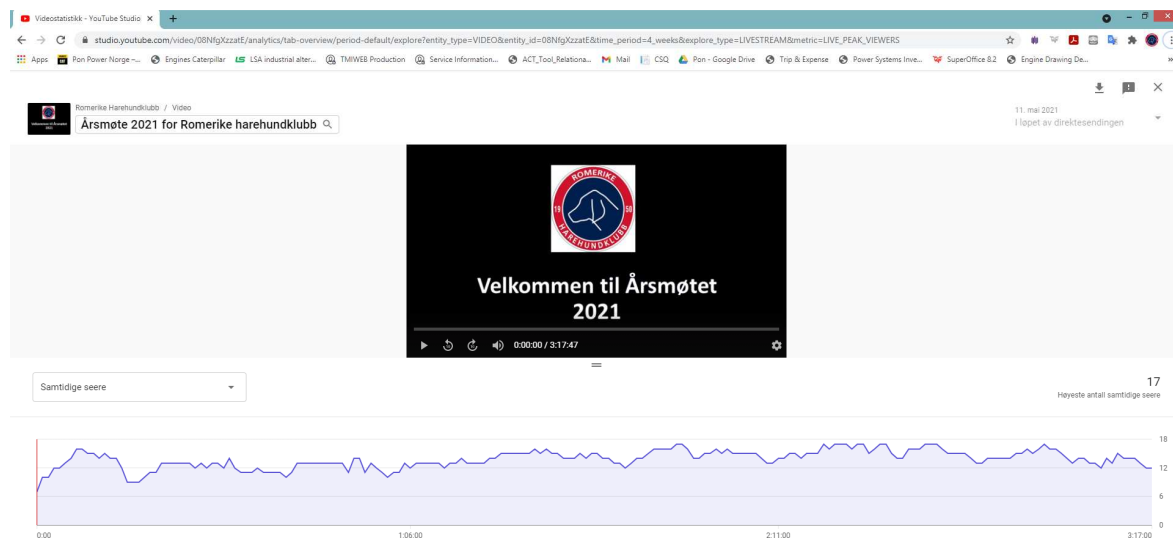 Videostatistikk - YouTube Studio
studio.youtube.com/video/08NfgXzzatE/analytics/tab-overview/period-default/explore?entity_type=VIDEO&entity_id=08NfgXzzatE&time_period=4_weeks&explore_type=LIVESTREAM&metric=LIVE_PEAK_VIEWERS
Apps Pon Power Norge –... Engines Caterpillar LSA industrial alter... TMIWEB Production Service Information... ACT_Tool_Relationa... Mail CSQ Pon - Google Drive Trip & Expense Power Systems Inve... SuperOffice 8.2 Engine Drawing De...
Romerike Harehundklubb / Video
Årsmøte 2021 for Romerike harehundklubb
11. mai 2021
I løpet av direktesendingen
ROMERIKE
19 50
HAREHUNDKLUBB
Velkommen til Årsmøtet
2021
0:00:00 / 3:17:47
Samtidige seere
17
Høyeste antall samtidige seere
18
12
6
0
0:00 1:06:00 2:11:00 3:17:00